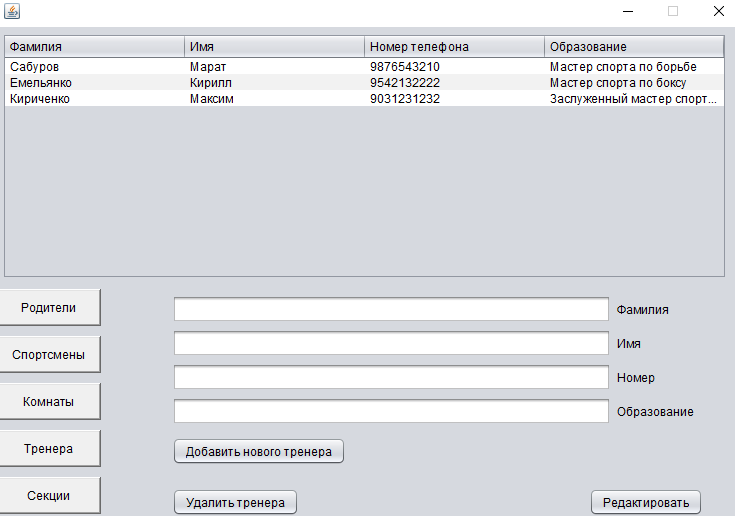 Фамилия Имя Номер телефона Образование
Сабуров Марат 9876543210 Мастер спорта по борьбе
Емельянко Кирилл 9542132222 Мастер спорта по боксу
Кириченко Максим 9031231232 Заслуженный мастер спорт...
Родители
Спортсмены
Комнаты
Тренера
Секции
Фамилия
Имя
Номер
Образование
Добавить нового тренера
Удалить тренера
Редактировать